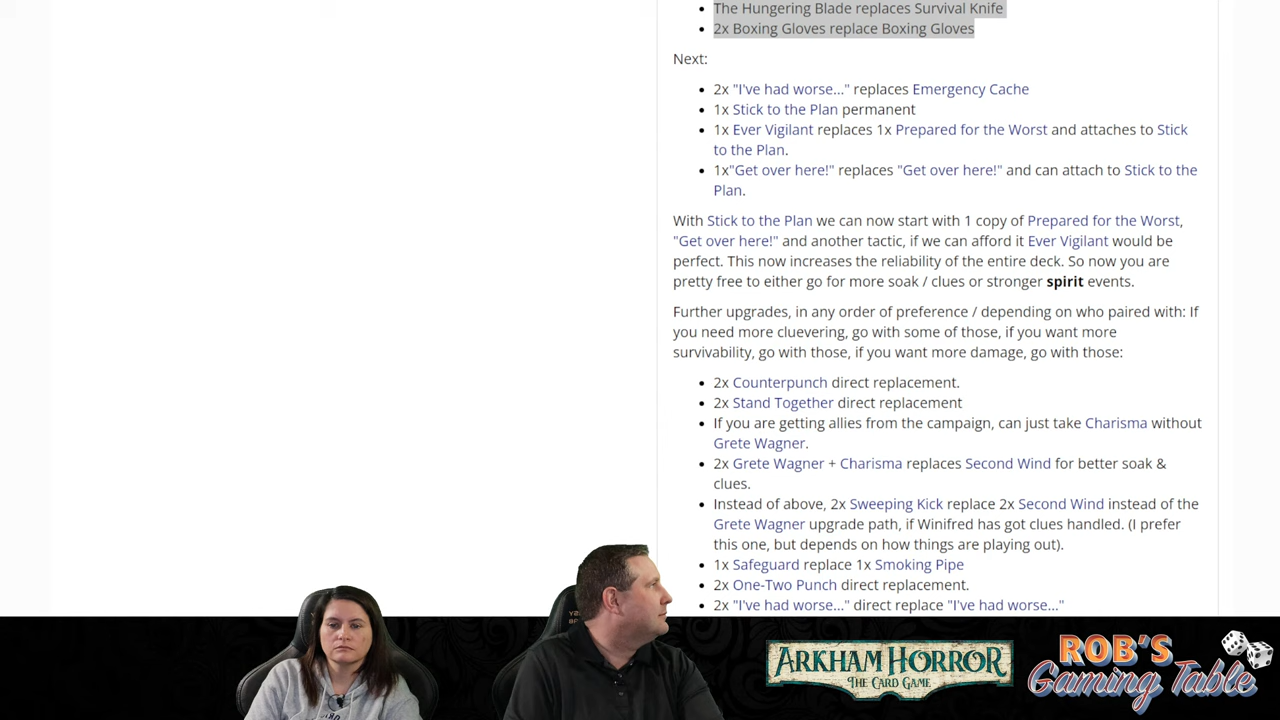 The Hungering Blade replaces Survival Knife
2x Boxing Gloves replace Boxing Gloves
Next:
2x "I've had worse..." replaces Emergency Cache
1x Stick to the Plan permanent
1x Ever Vigilant replaces 1x Prepared for the Worst and attaches to Stick
to the Plan.
1x"Get over here!" replaces "Get over here!" and can attach to Stick to the
Plan.
With Stick to the Plan we can now start with 1 copy of Prepared for the Worst,
"Get over here!" and another tactic, if we can afford it Ever Vigilant would be
perfect. This now increases the reliability of the entire deck. So now you are
pretty free to either go for more soak / clues or stronger spirit events.
Further upgrades, in any order of preference / depending on who paired with: If
you need more cluevering, go with some of those, if you want more
survivability, go with those, if you want more damage, go with those:
2x Counterpunch direct replacement.
2x Stand Together direct replacement
If you are getting allies from the campaign, can just take Charisma without
Grete Wagner.
2x Grete Wagner + Charisma replaces Second Wind for better soak &
clues.
Instead of above, 2x Sweeping Kick replace 2x Second Wind instead of the
Grete Wagner upgrade path, if Winifred has got clues handled. (I prefer
this one, but depends on how things are playing out).
1x Safeguard replace 1x Smoking Pipe
2x One-Two Punch direct replacement.
2x "I've had worse..." direct replace "I've had worse..."
ARKHAM HORROR
THE CARD GAME
ROB'S
Gaming Table